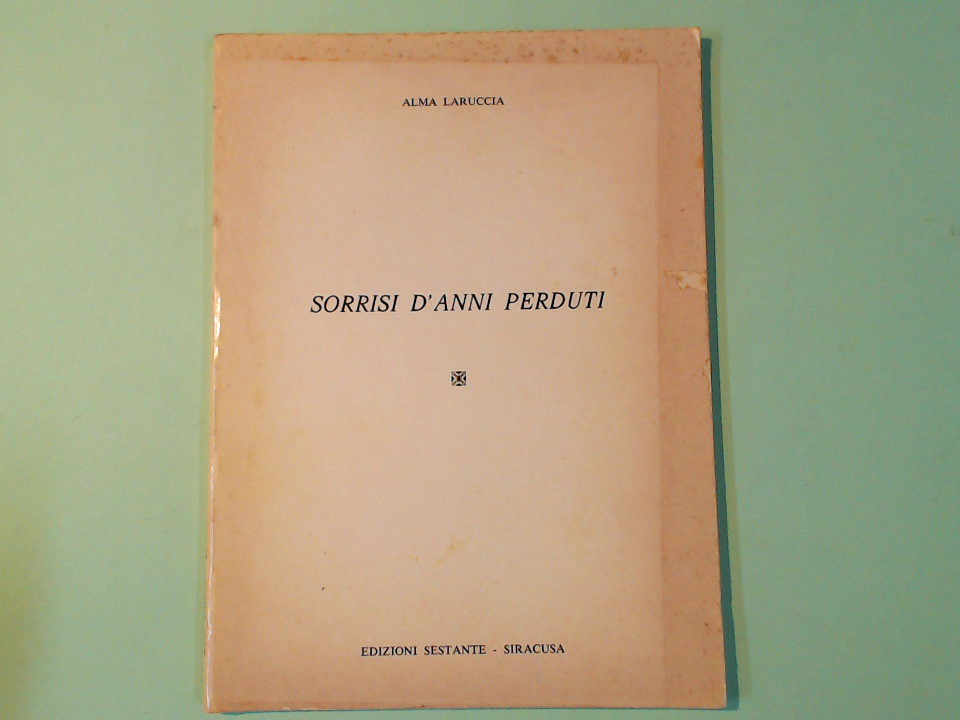 ALMA LARUCCIA
SORRISI D'ANNI PERDUTI
EDIZIONI SESTANTE - SIRACUSA